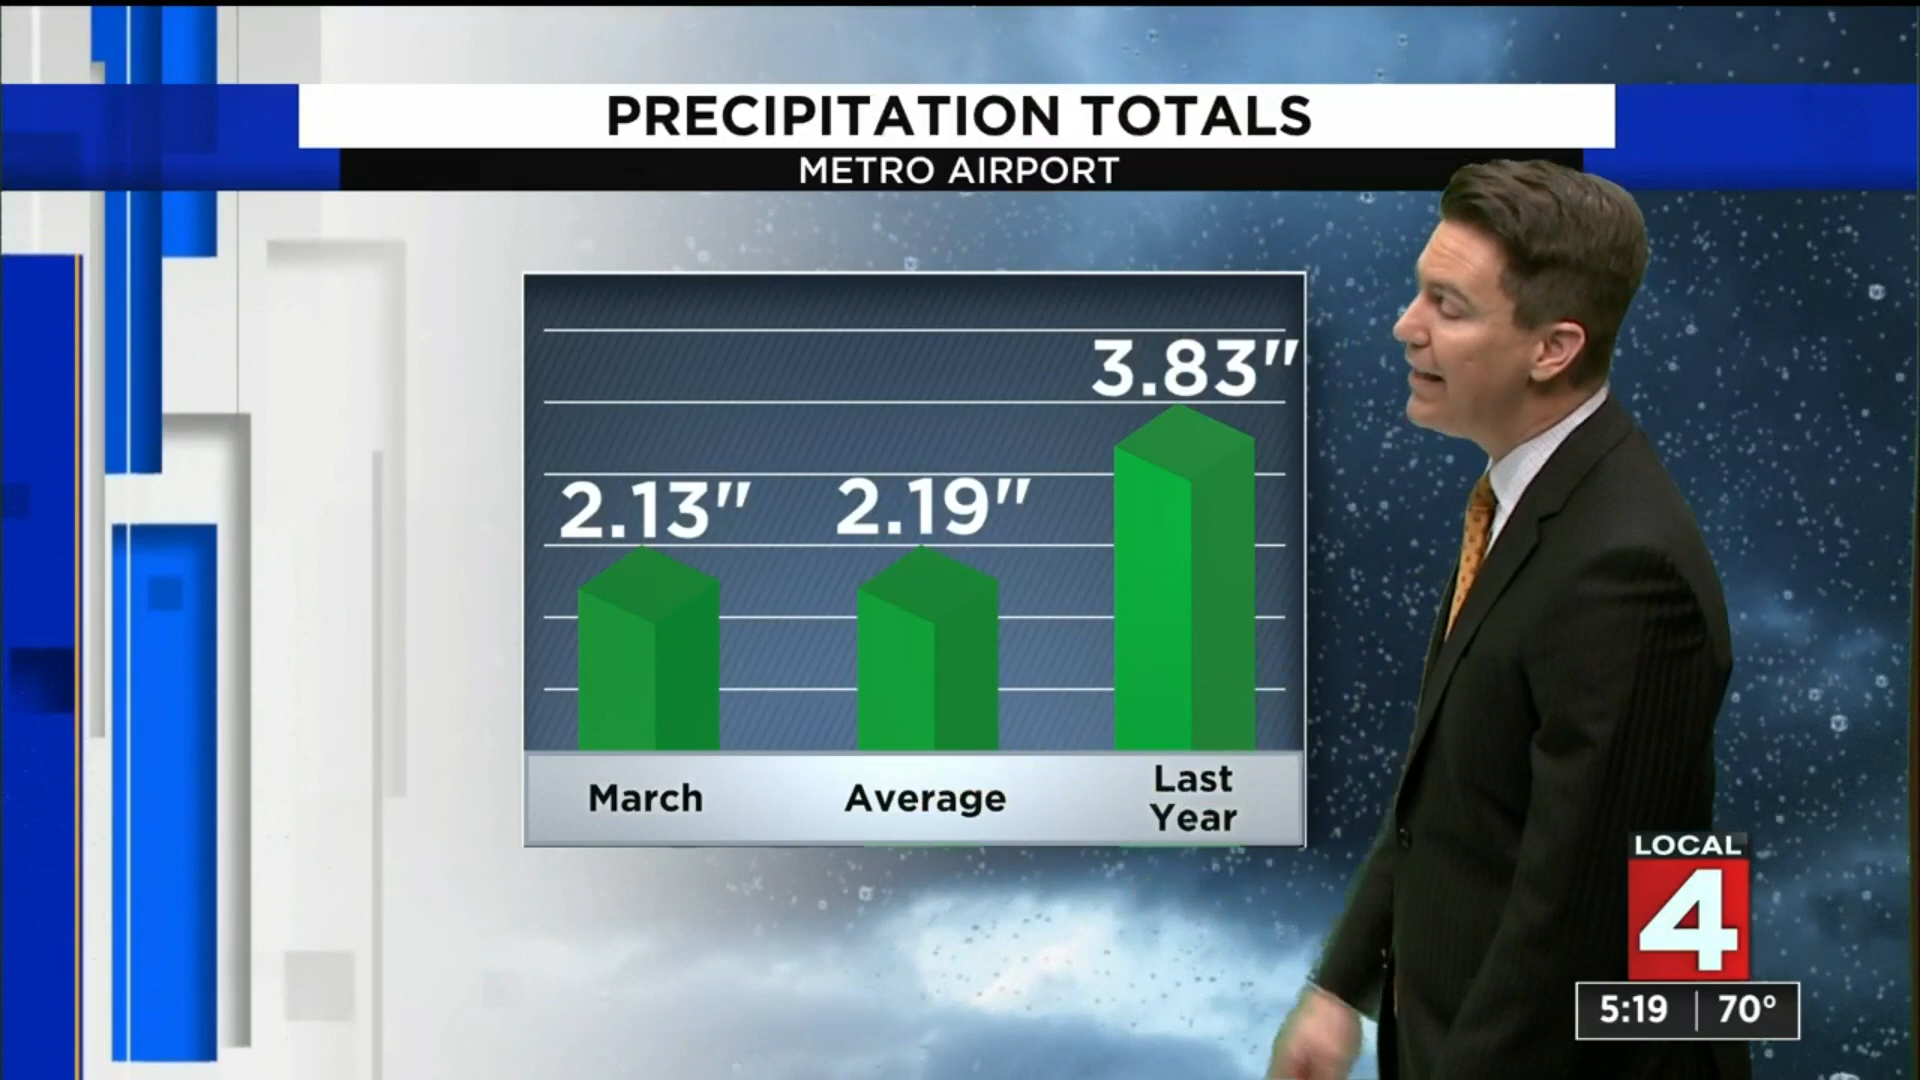 PRECIPITATION TOTALS
METRO AIRPORT
2.13"
2.19"
3.83"
March
Average
Last
Year
LOCAL
4
5:19 70°